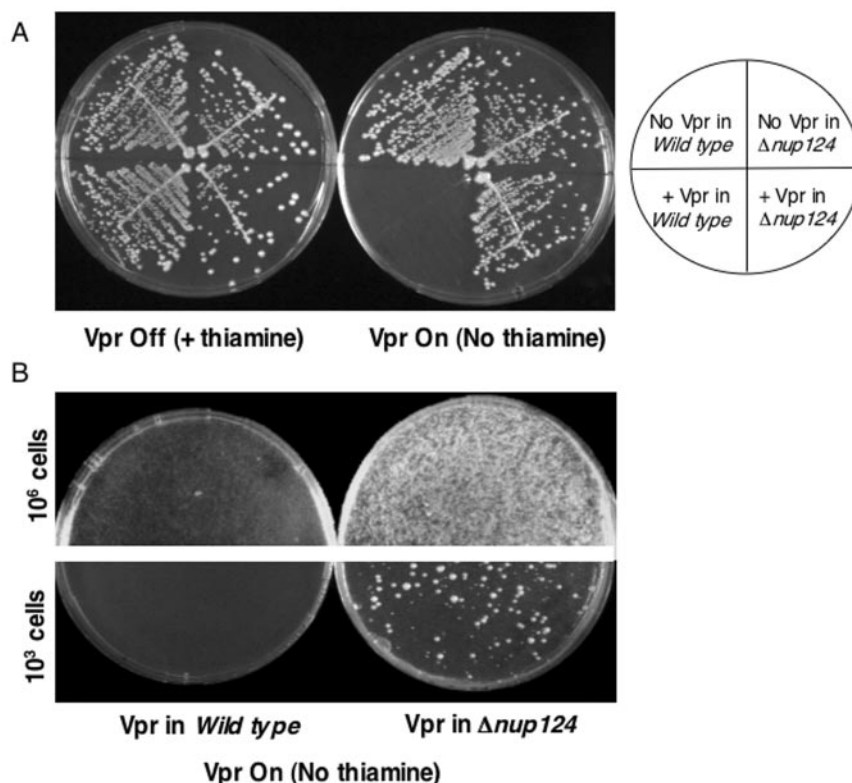 A
No Vpr in
Wild type
No Vpr in
Δnup124
+ Vpr in
Wild type
+ Vpr in
Δnup124
Vpr Off (+ thiamine)
Vpr On (No thiamine)
B
10⁶ cells
10³ cells
Vpr in Wild type
Vpr in Δnup124
Vpr On (No thiamine)